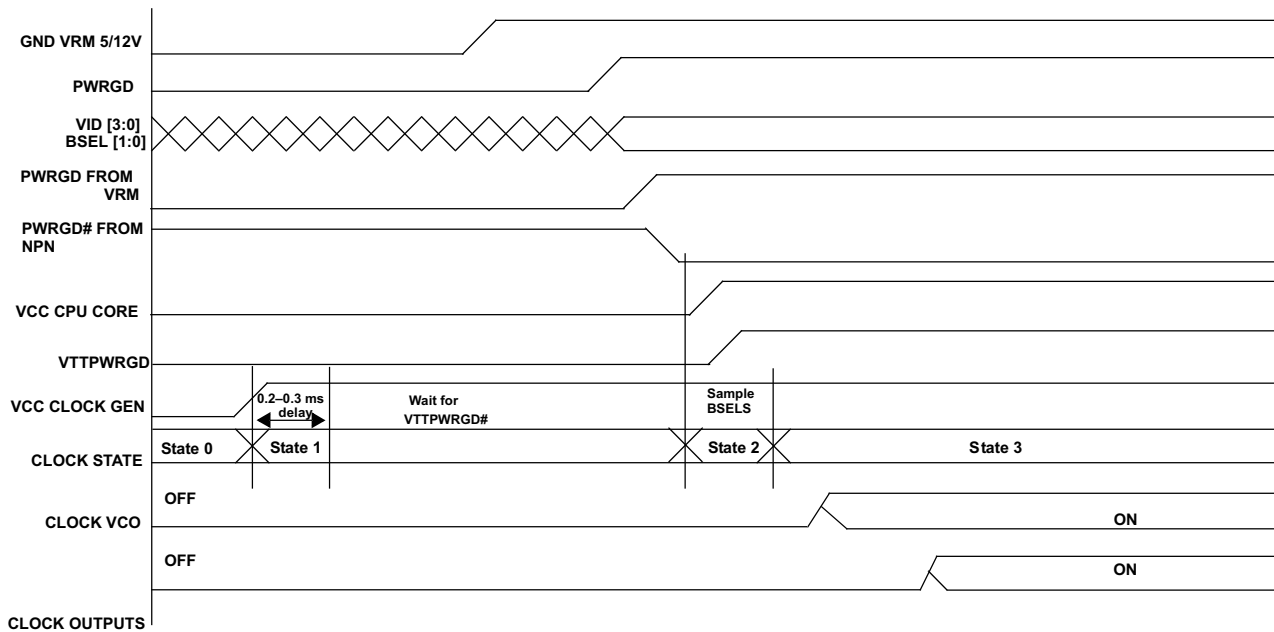 GND VRM 5/12V
PWRGD
VID [3:0]
BSEL [1:0]
PWRGD FROM
VRM
PWRGD# FROM
NPN
VCC CPU CORE
VTTPWRGD
VCC CLOCK GEN
0.2–0.3 ms
delay
Wait for
VTTPWRGD#
Sample
BSELS
CLOCK STATE
State 0
State 1
State 2
State 3
OFF
CLOCK VCO
ON
OFF
ON
CLOCK OUTPUTS